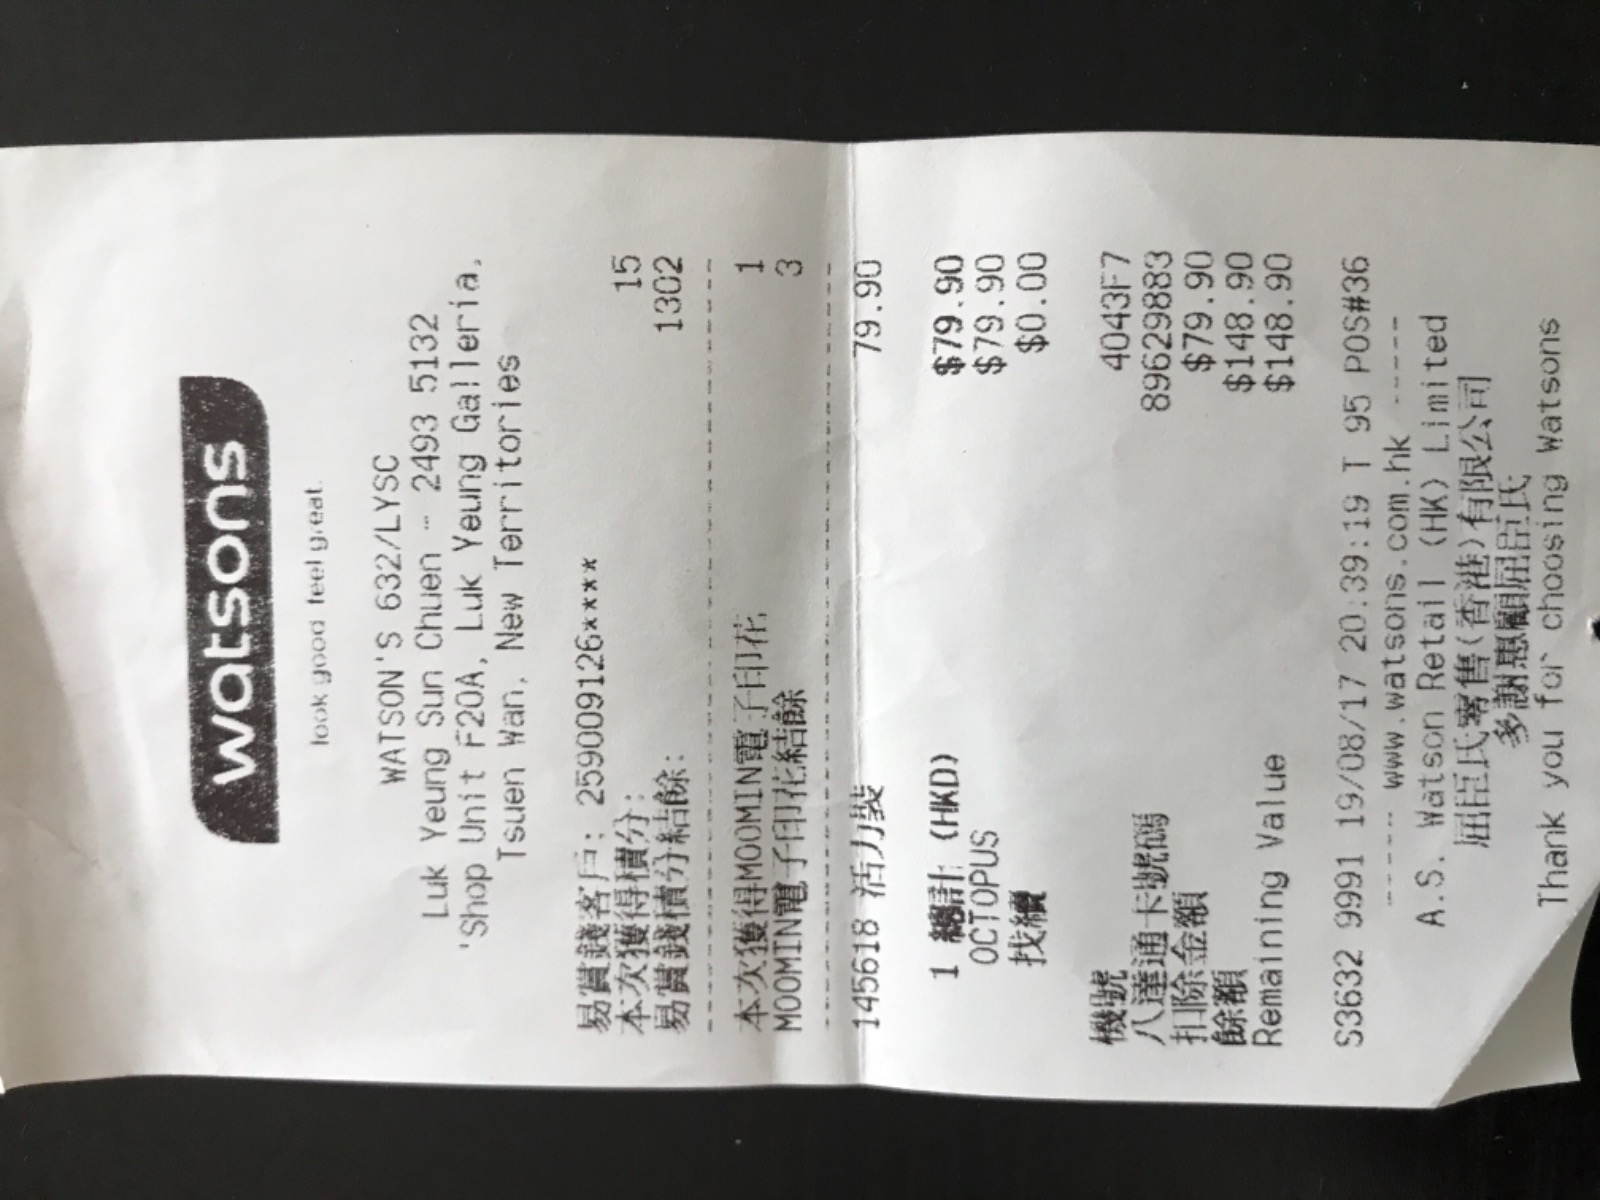 watsons
look good feel great.
WATSON'S 632/LYSC
Luk Yeung Sun Chuen - 2493 5132
'Shop Unit F20A, Luk Yeung Galleria,
Tsuen Wan, New Territories
易賞錢客戶: 259009126****
本次獲得積分: 15
易賞錢積分結餘: 1302
本次獲得MOOMIN電子印花 1
MOOMIN電子印花結餘 3
145618 活力裝 79.90
1 總計 (HKD) $79.90
OCTOPUS $79.90
找續 $0.00
機號 4043F7
八達通卡號碼 89629883
扣除金額 $79.90
餘額 $148.90
Remaining Value $148.90
S3632 9991 19/08/17 20:39:19 T 95 POS#36
----- www.watsons.com.hk -----
A.S. Watson Retail (HK) Limited
屈臣氏零售(香港)有限公司
多謝惠顧屈臣氏
Thank you for choosing Watsons